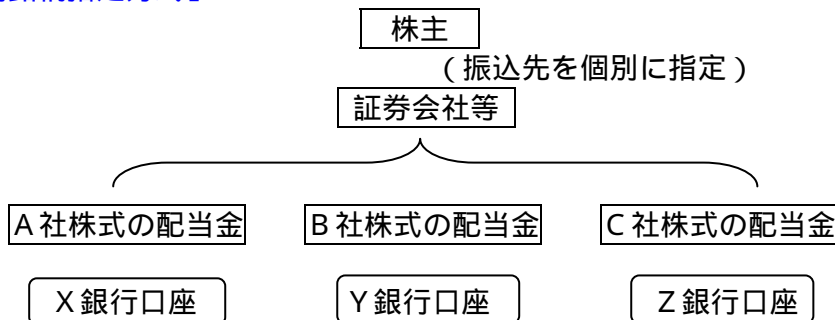 株主
（振込先を個別に指定）
証券会社等
A社株式の配当金 B社株式の配当金 C社株式の配当金
X銀行口座 Y銀行口座 Z銀行口座